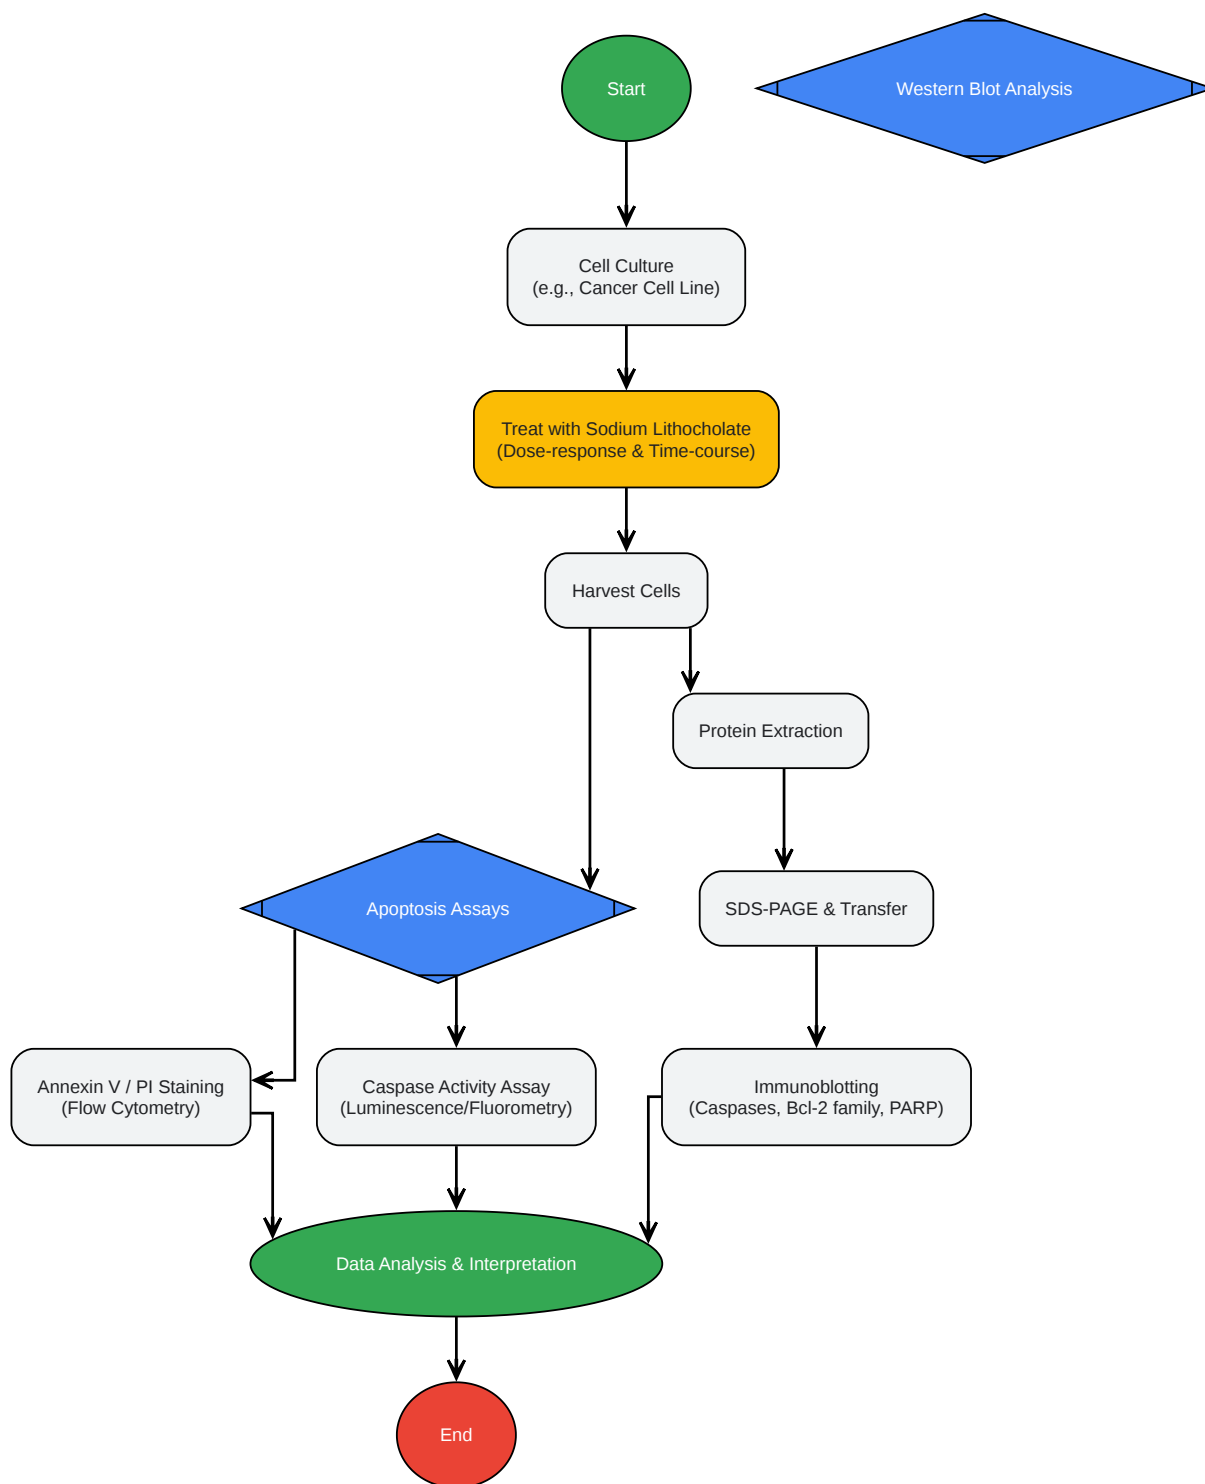 Start
Western Blot Analysis
Cell Culture
(e.g., Cancer Cell Line)
Treat with Sodium Lithocholate
(Dose-response & Time-course)
Harvest Cells
Protein Extraction
SDS-PAGE & Transfer
Apoptosis Assays
Annexin V / PI Staining
(Flow Cytometry)
Caspase Activity Assay
(Luminescence/Fluorometry)
Immunoblotting
(Caspases, Bcl-2 family, PARP)
Data Analysis & Interpretation
End